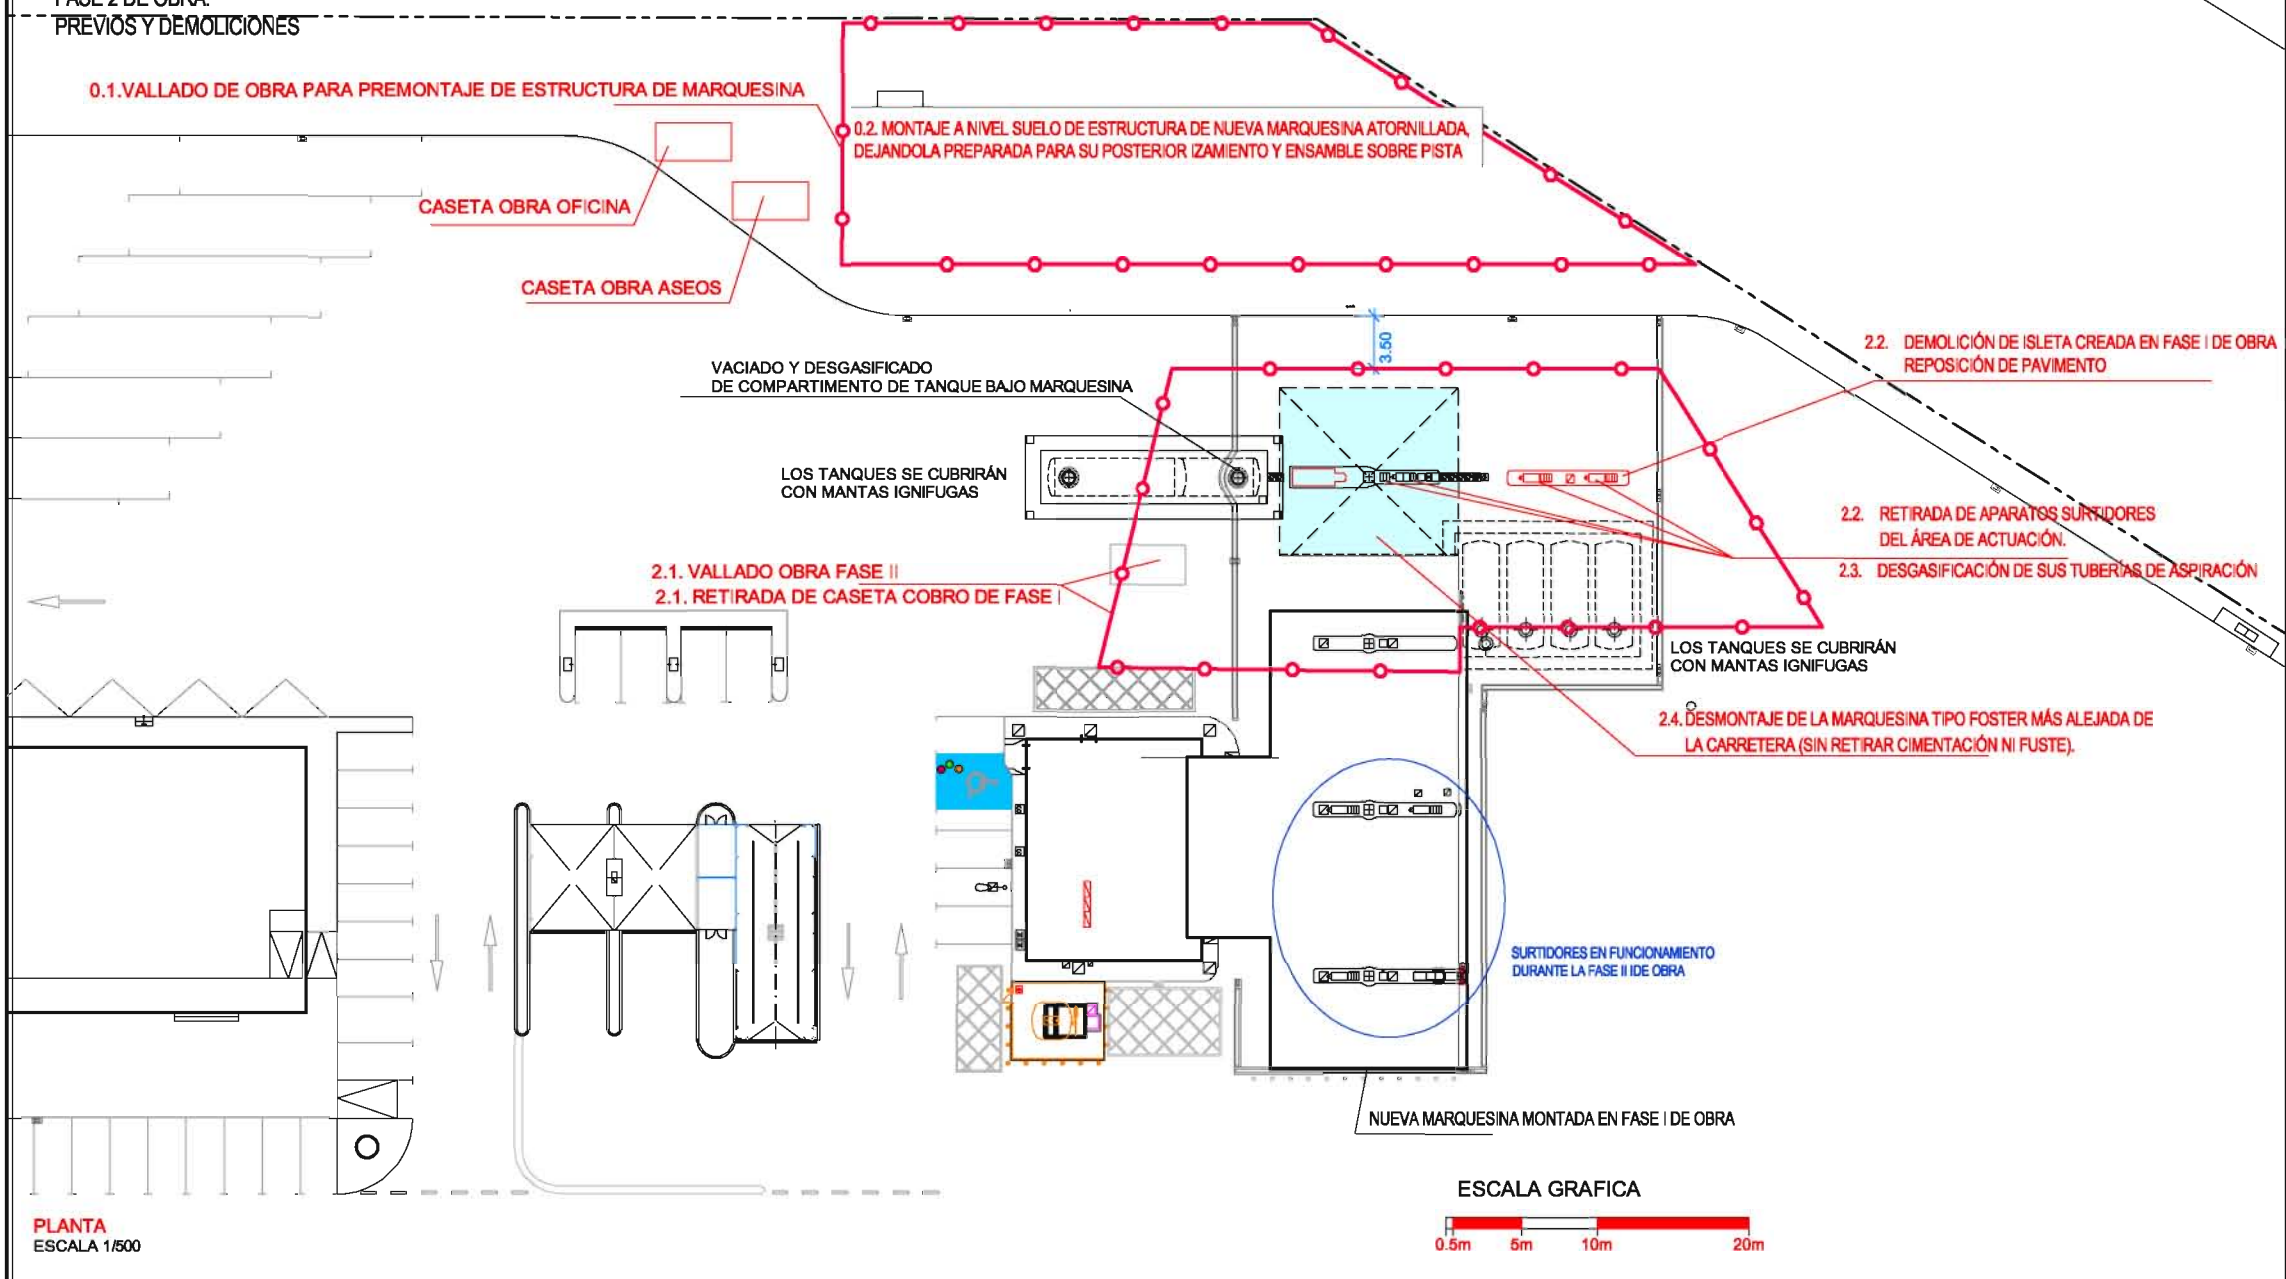 FASE 2 DE OBRA.
PREVIOS Y DEMOLICIONES
0.1.VALLADO DE OBRA PARA PREMONTAJE DE ESTRUCTURA DE MARQUESINA
0.2. MONTAJE A NIVEL SUELO DE ESTRUCTURA DE NUEVA MARQUESINA ATORNILLADA,
DEJANDOLA PREPARADA PARA SU POSTERIOR IZAMIENTO Y ENSAMBLE SOBRE PISTA
CASETA OBRA OFICINA
CASETA OBRA ASEOS
3.50
2.2. DEMOLICIÓN DE ISLETA CREADA EN FASE I DE OBRA
REPOSICIÓN DE PAVIMENTO
VACIADO Y DESGASIFICADO
DE COMPARTIMENTO DE TANQUE BAJO MARQUESINA
LOS TANQUES SE CUBRIRÁN
CON MANTAS IGNIFUGAS
2.2. RETIRADA DE APARATOS SURTIDORES
DEL ÁREA DE ACTUACIÓN.
2.3. DESGASIFICACIÓN DE SUS TUBERÍAS DE ASPIRACIÓN
2.1. VALLADO OBRA FASE II
2.1. RETIRADA DE CASETA COBRO DE FASE I
LOS TANQUES SE CUBRIRÁN
CON MANTAS IGNIFUGAS
2.4. DESMONTAJE DE LA MARQUESINA TIPO FOSTER MÁS ALEJADA DE
LA CARRETERA (SIN RETIRAR CIMENTACIÓN NI FUSTE).
SURTIDORES EN FUNCIONAMIENTO
DURANTE LA FASE II IDE OBRA
NUEVA MARQUESINA MONTADA EN FASE I DE OBRA
ESCALA GRAFICA
0.5m 5m 10m 20m
PLANTA
ESCALA 1/500